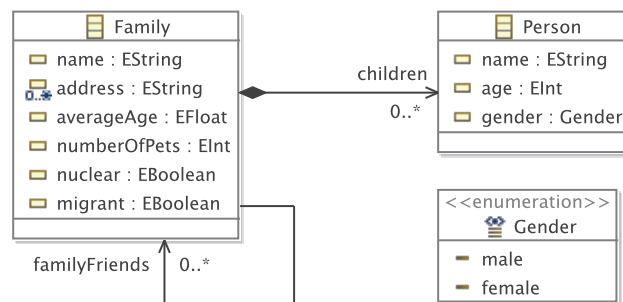 Family
name : EString
0..*
address : EString
averageAge : EFloat
numberOfPets : EInt
nuclear : EBoolean
migrant : EBoolean
children
0..*
Person
name : EString
age : EInt
gender : Gender
<<enumeration>>
Gender
male
female
familyFriends
0..*